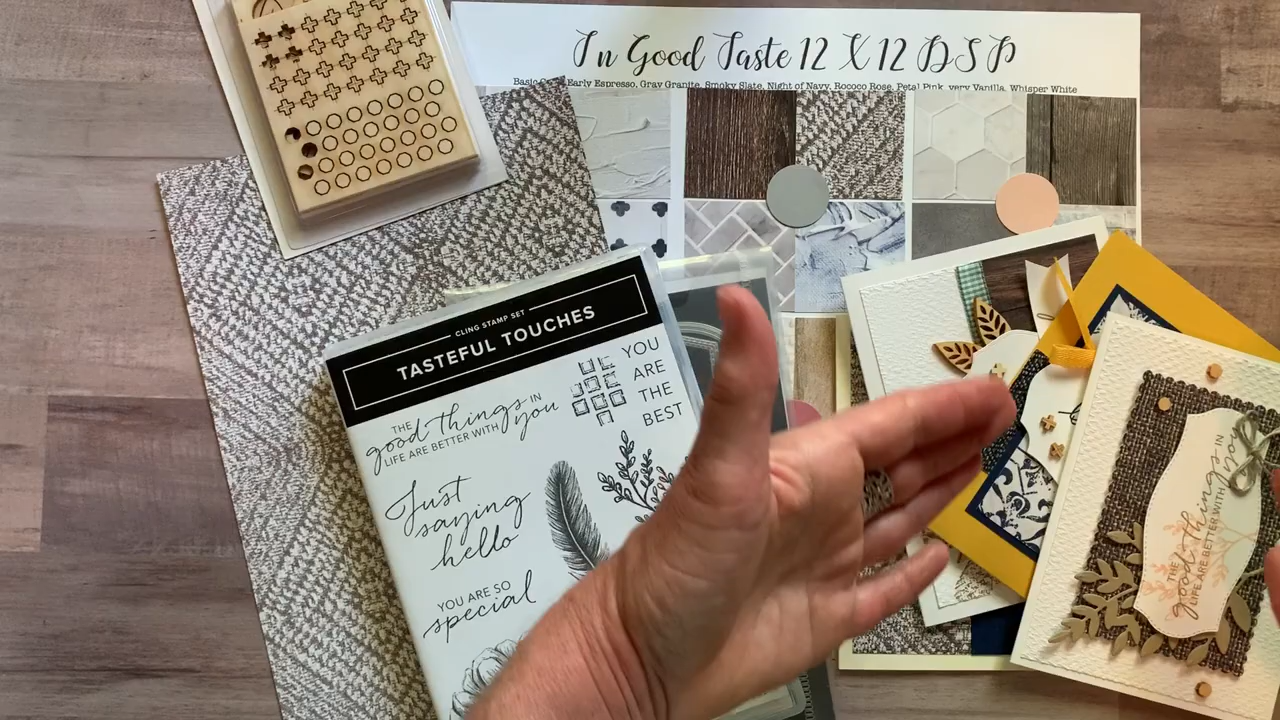 In Good Taste 12 X 12 DSP
Early Espresso, Gray Granite, Smoky Slate, Night of Navy, Rococo Rose, Petal Pink, very Vanilla, Whisper White
CLING STAMP SET
TASTEFUL TOUCHES
THE
good things IN
LIFE ARE BETTER WITH you
YOU
ARE
THE
BEST
Just
saying
hello
YOU ARE SO
special
THE
good things IN
LIFE ARE BETTER WITH you